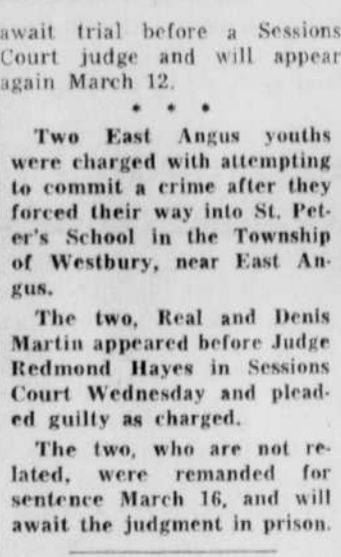 await trial before a Sessions
Court judge and will appear
again March 12.
* * *
Two East Angus youths
were charged with attempting
to commit a crime after they
forced their way into St. Pet-
er's School in the Township
of Westbury, near East An-
gus.
The two, Real and Denis
Martin appeared before Judge
Redmond Hayes in Sessions
Court Wednesday and plead-
ed guilty as charged.
The two, who are not re-
lated, were remanded for
sentence March 16, and will
await the judgment in prison.